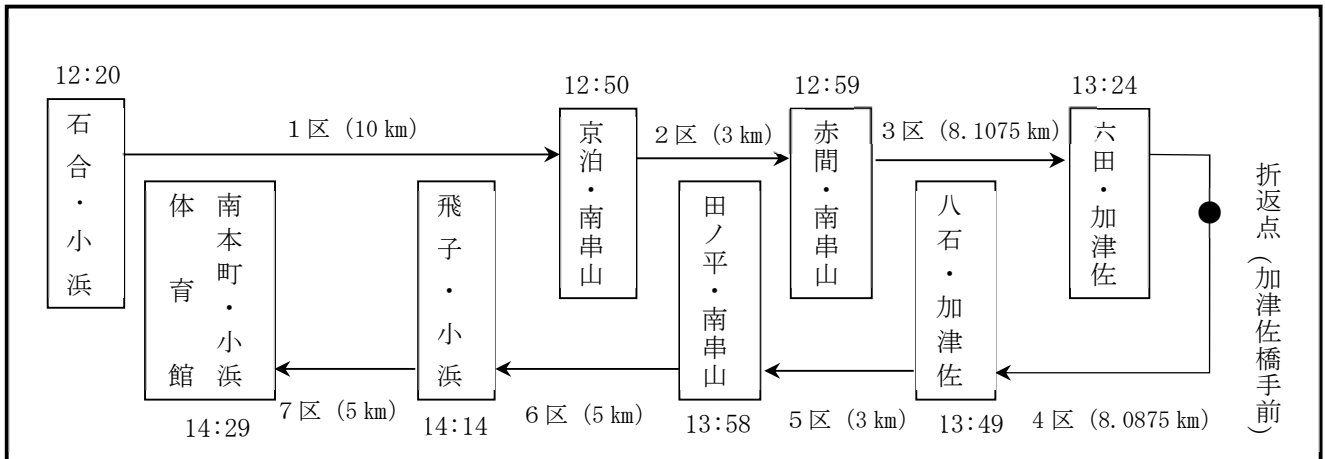 12:20
石合・小浜
1区 (10 km)
12:50
京泊・南串山
2区 (3 km)
12:59
赤間・南串山
3区 (8.1075 km)
13:24
六田・加津佐
折返点(加津佐橋手前)
4区 (8.0875 km)
八石・加津佐
13:49
5区 (3 km)
田ノ平・南串山
13:58
6区 (5 km)
飛子・小浜
14:14
7区 (5 km)
南本町・小浜
体育館
14:29